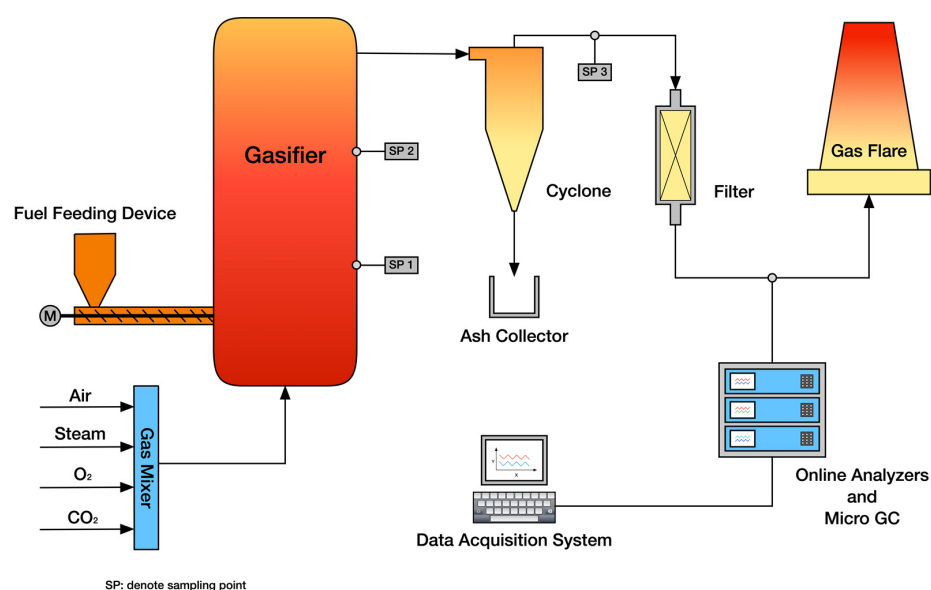 Gasifier
SP 2
SP 1
SP 3
Cyclone
Filter
Gas Flare
Fuel Feeding Device
M
Ash Collector
Air
Steam
O₂
CO₂
Gas Mixer
Y
X
Online Analyzers
and
Micro GC
Data Acquisition System
SP: denote sampling point